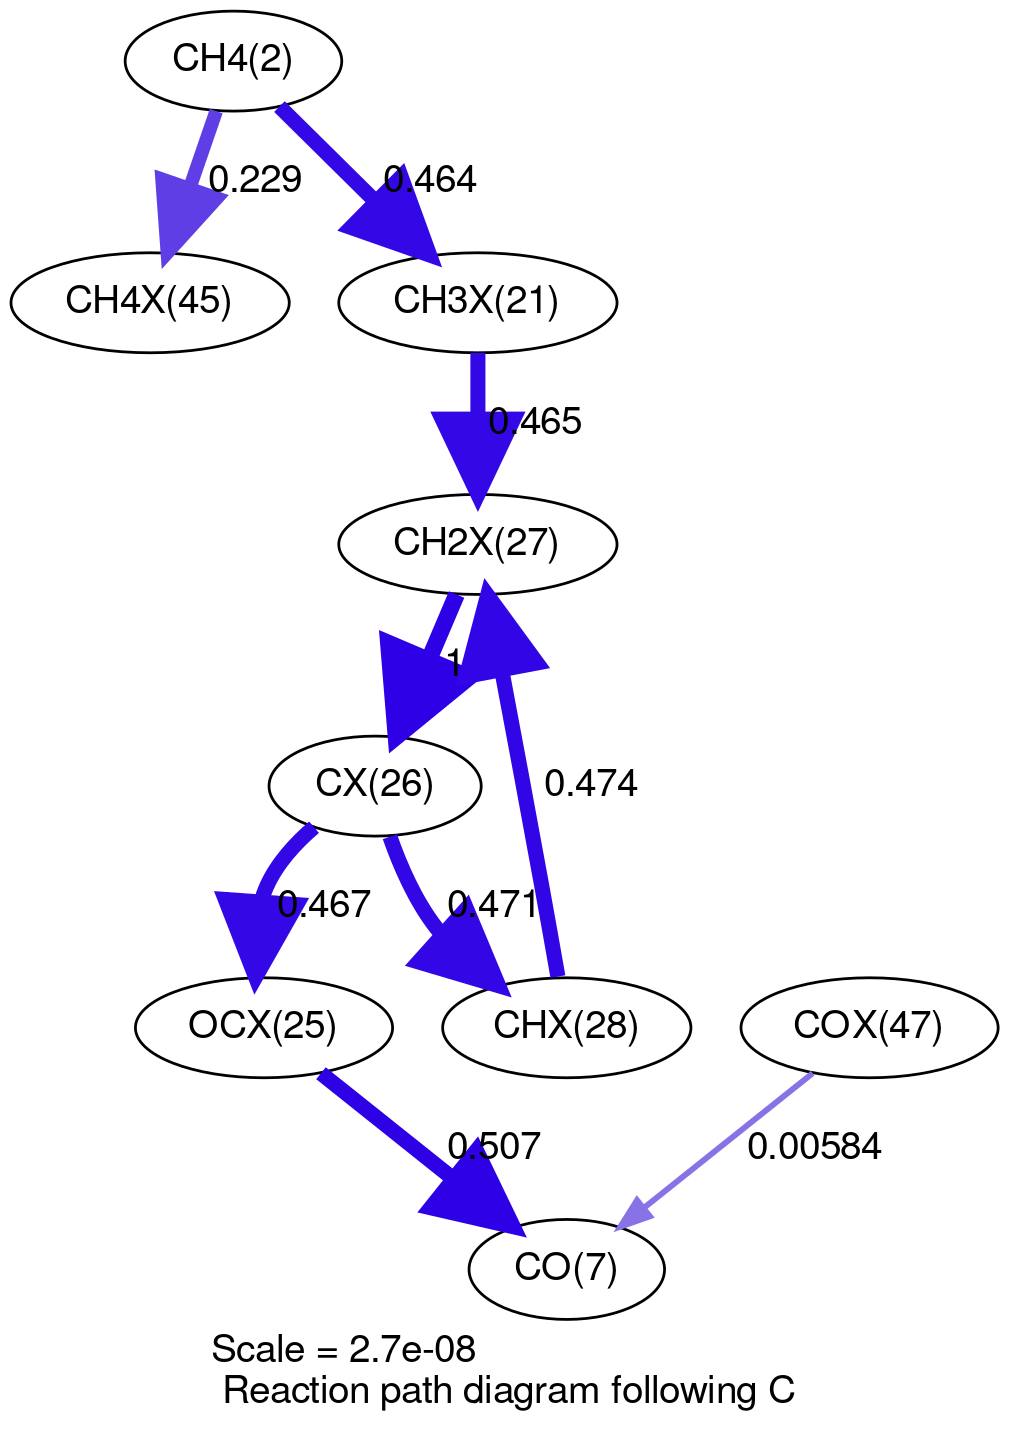 CH4(2)
0.229
0.464
CH4X(45)
CH3X(21)
0.465
CH2X(27)
1
CX(26)
0.474
0.467
0.471
OCX(25)
CHX(28)
COX(47)
0.507
0.00584
CO(7)
Scale = 2.7e-08
Reaction path diagram following C